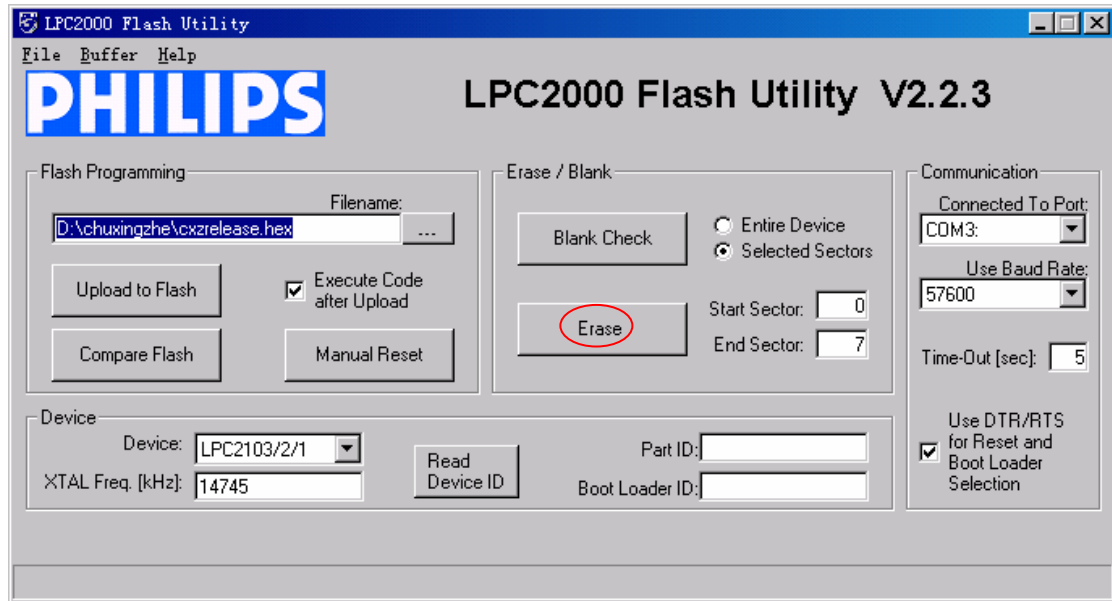 LPC2000 Flash Utility
File Buffer Help
PHILIPS
LPC2000 Flash Utility V2.2.3
Flash Programming
Filename:
D:\chuxingzhe\cxzrelease.hex
...
Upload to Flash
Execute Code
after Upload
Compare Flash
Manual Reset
Erase / Blank
Blank Check
Entire Device
Selected Sectors
Erase
Start Sector: 0
End Sector: 7
Communication
Connected To Port:
COM3:
Use Baud Rate:
57600
Time-Out [sec]: 5
Use DTR/RTS
for Reset and
Boot Loader
Selection
Device
Device: LPC2103/2/1
XTAL Freq. [kHz]: 14745
Read
Device ID
Part ID:
Boot Loader ID: